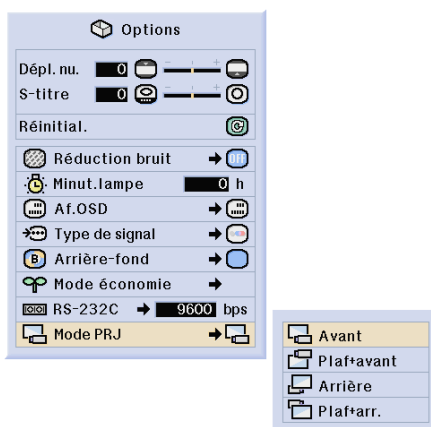 Options
Dépl. nu. 0 - +
S-titre 0 - +
Réinitial.
Réduction bruit OFF
Minut.lampe 0 h
Af.OSD
Type de signal
B Arrière-fond
Mode économie
RS-232C 9600 bps
Mode PRJ
Avant
Plaf+avant
Arrière
Plaf+arr.